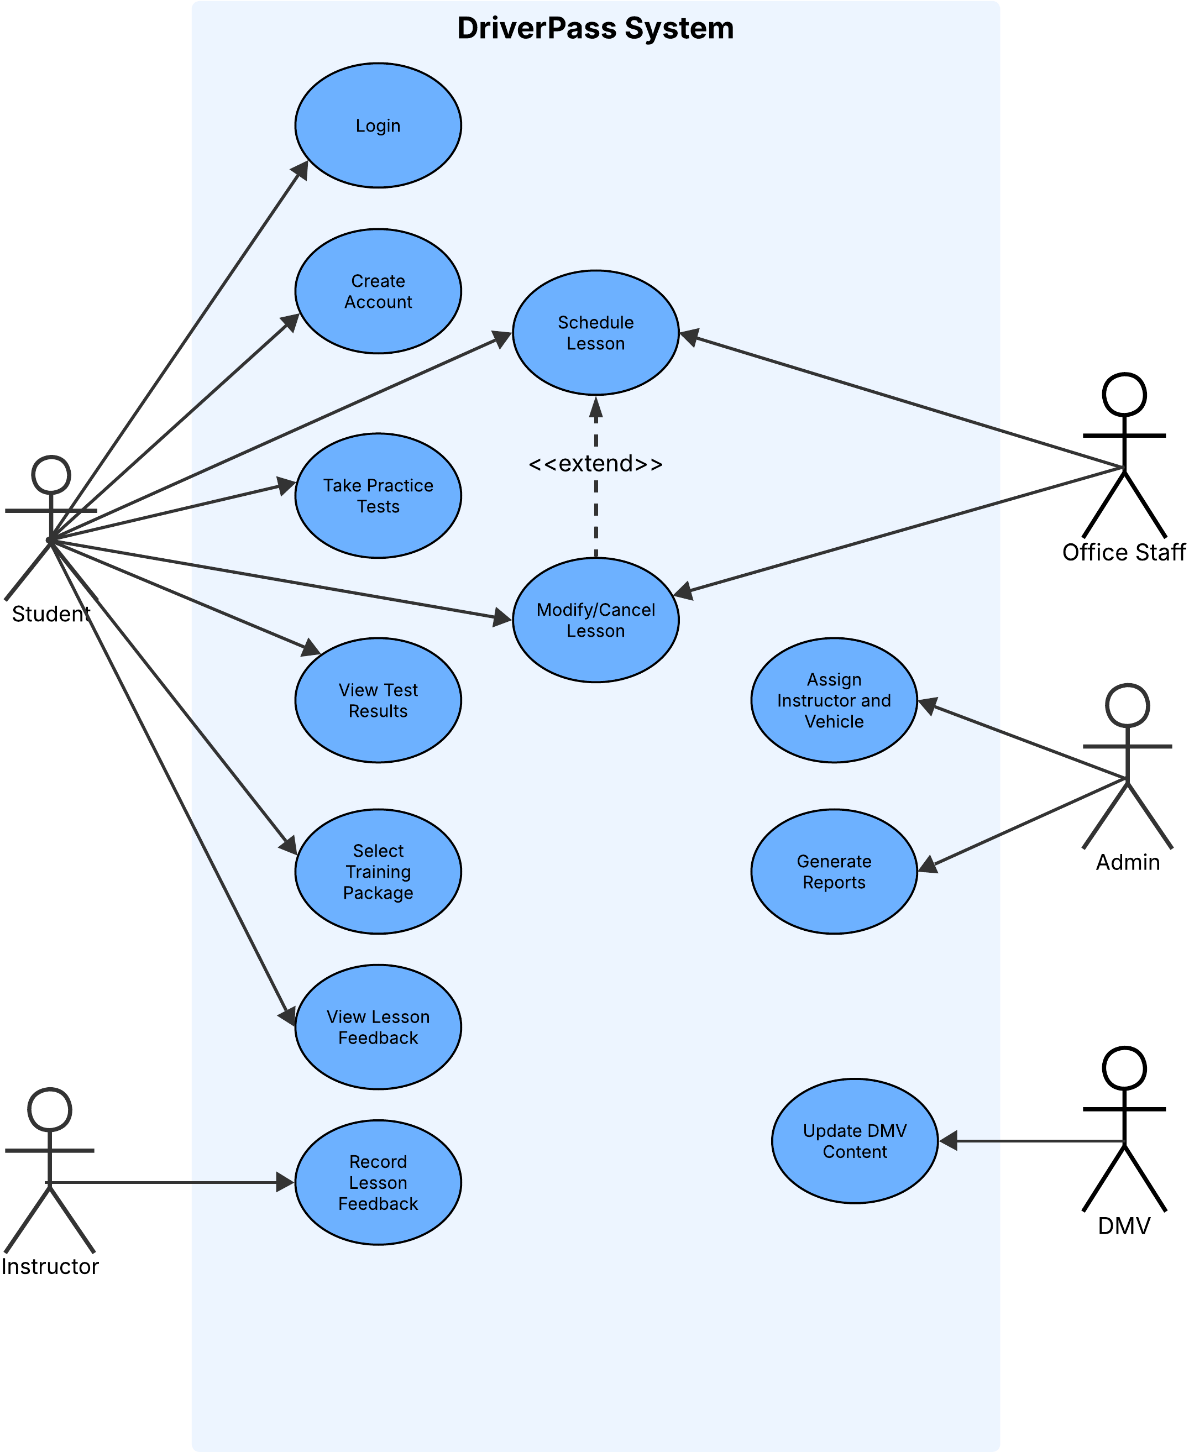 DriverPass System
Login
Create
Account
Schedule
Lesson
Take Practice
Tests
<<extend>>
Student
Office Staff
Modify/Cancel
Lesson
View Test
Results
Assign
Instructor and
Vehicle
Select
Training
Package
Generate
Reports
Admin
View Lesson
Feedback
Record
Lesson
Feedback
Update DMV
Content
DMV
Instructor